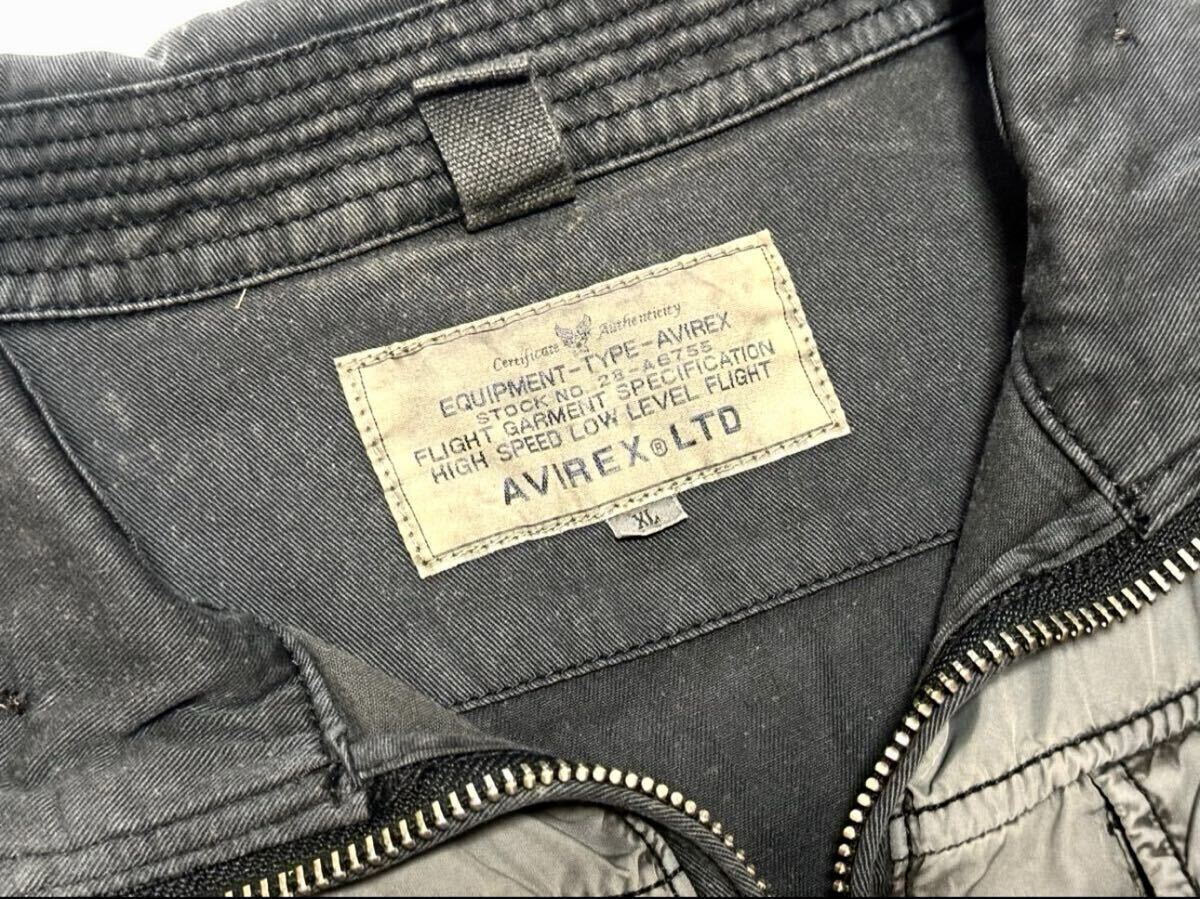 Certificate Authenticity
EQUIPMENT-TYPE-AVIREX
STOCK NO. 23-A6755
FLIGHT GARMENT SPECIFICATION
HIGH SPEED LOW LEVEL FLIGHT
AVIREX® LTD
XL